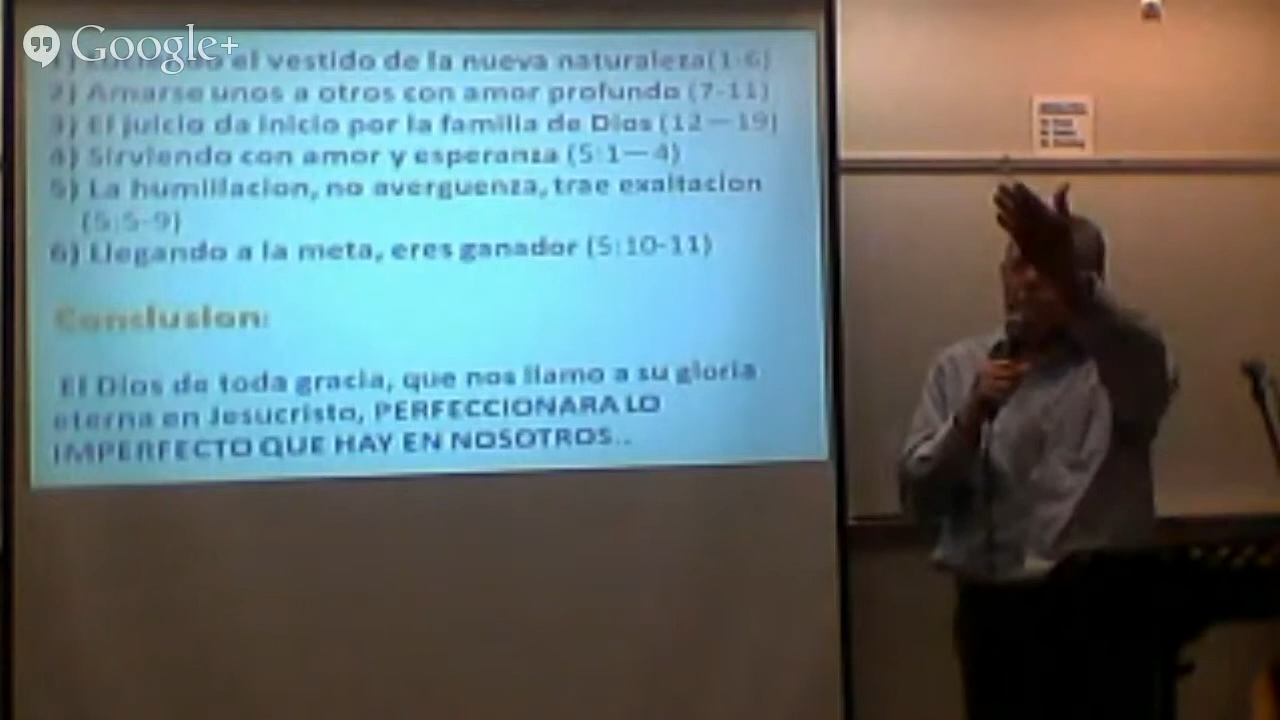 Google+
el vestido de la nueva naturaleza(1-6)
2) Amarse unos a otros con amor profundo (7-11)
3) El juicio da inicio por la familia de Dios (12—19)
4) Sirviendo con amor y esperanza (5:1—4)
5) La humillacion, no averguenza, trae exaltacion
(5:5-9)
6) Llegando a la meta, eres ganador (5:10-11)
Conclusion:
El Dios de toda gracia, que nos llamo a su gloria
eterna en Jesucristo, PERFECCIONARA LO
IMPERFECTO QUE HAY EN NOSOTROS..